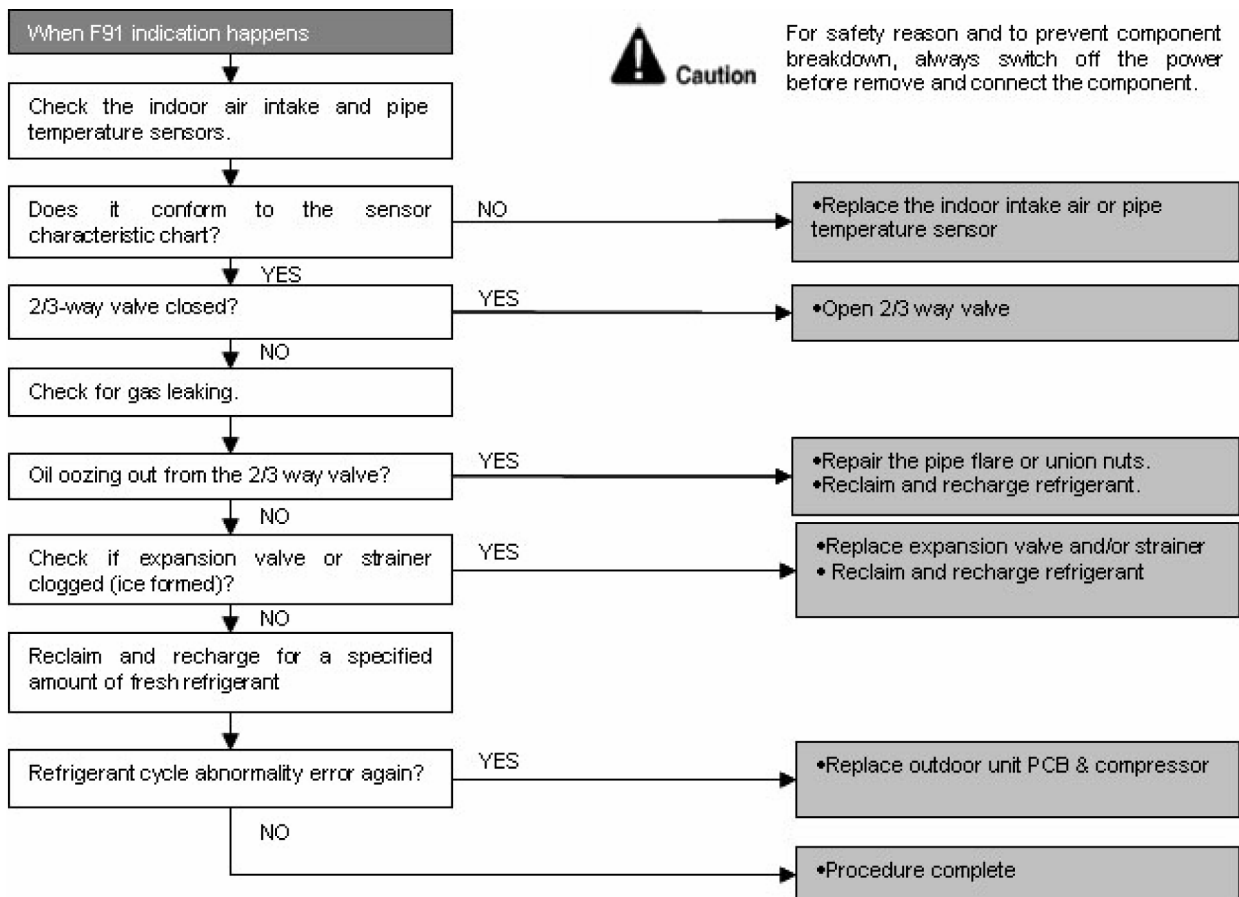 When F91 indication happens
Caution
For safety reason and to prevent component
breakdown, always switch off the power
before remove and connect the component.
Check the indoor air intake and pipe
temperature sensors.
Does it conform to the sensor
characteristic chart?
NO
•Replace the indoor intake air or pipe
temperature sensor
YES
2/3-way valve closed?
YES
•Open 2/3 way valve
NO
Check for gas leaking.
Oil oozing out from the 2/3 way valve?
YES
•Repair the pipe flare or union nuts.
•Reclaim and recharge refrigerant.
NO
Check if expansion valve or strainer
clogged (ice formed)?
YES
•Replace expansion valve and/or strainer
• Reclaim and recharge refrigerant
NO
Reclaim and recharge for a specified
amount of fresh refrigerant
Refrigerant cycle abnormality error again?
YES
•Replace outdoor unit PCB & compressor
NO
•Procedure complete